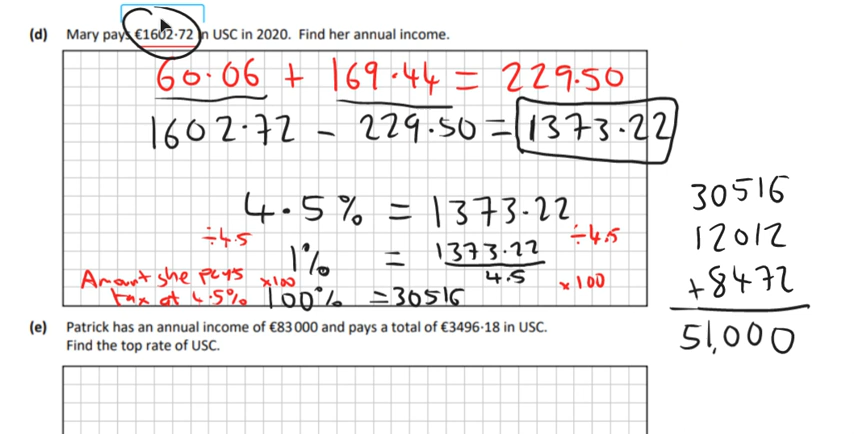 (d) Mary pays €1602·72 in USC in 2020. Find her annual income.
60.06 + 169.44 = 229.50
1602.72 - 229.50 = 1373.22
4.5% = 1373.22
÷4.5 ÷4.5
1% = 1373.22/4.5
Amount she pays tax at 4.5%
×100 ×100
100% = 30516
30516
12012
+8472
51,000
(e) Patrick has an annual income of €83 000 and pays a total of €3496·18 in USC.
Find the top rate of USC.